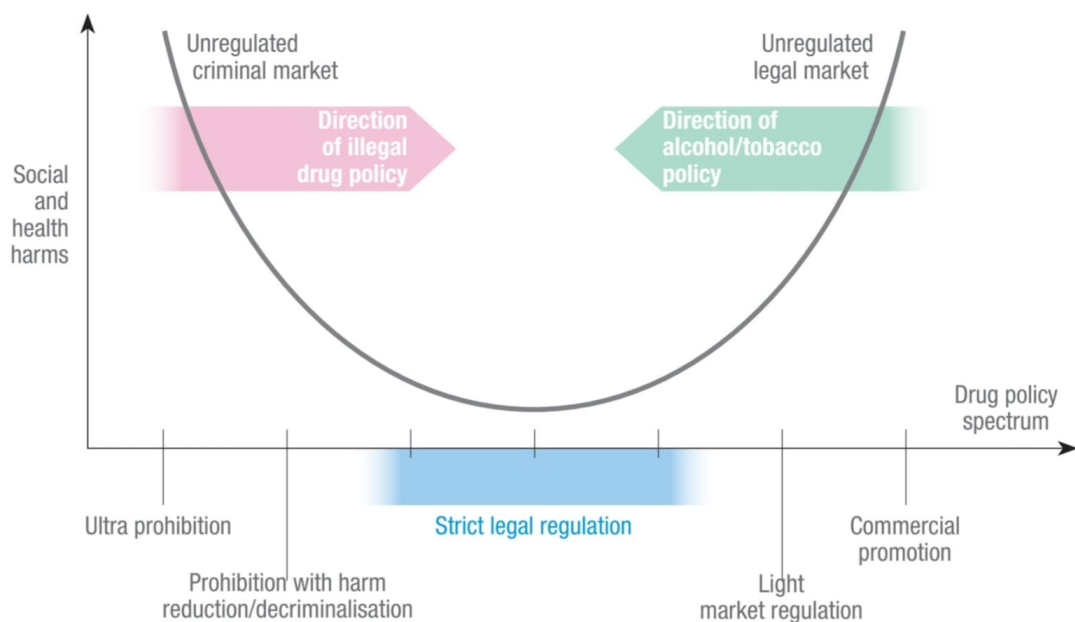 Unregulated
criminal market
Unregulated
legal market
Direction
of illegal
drug policy
Direction of
alcohol/tobacco
policy
Social
and
health
harms
Drug policy
spectrum
Ultra prohibition
Strict legal regulation
Commercial
promotion
Prohibition with harm
reduction/decriminalisation
Light
market regulation